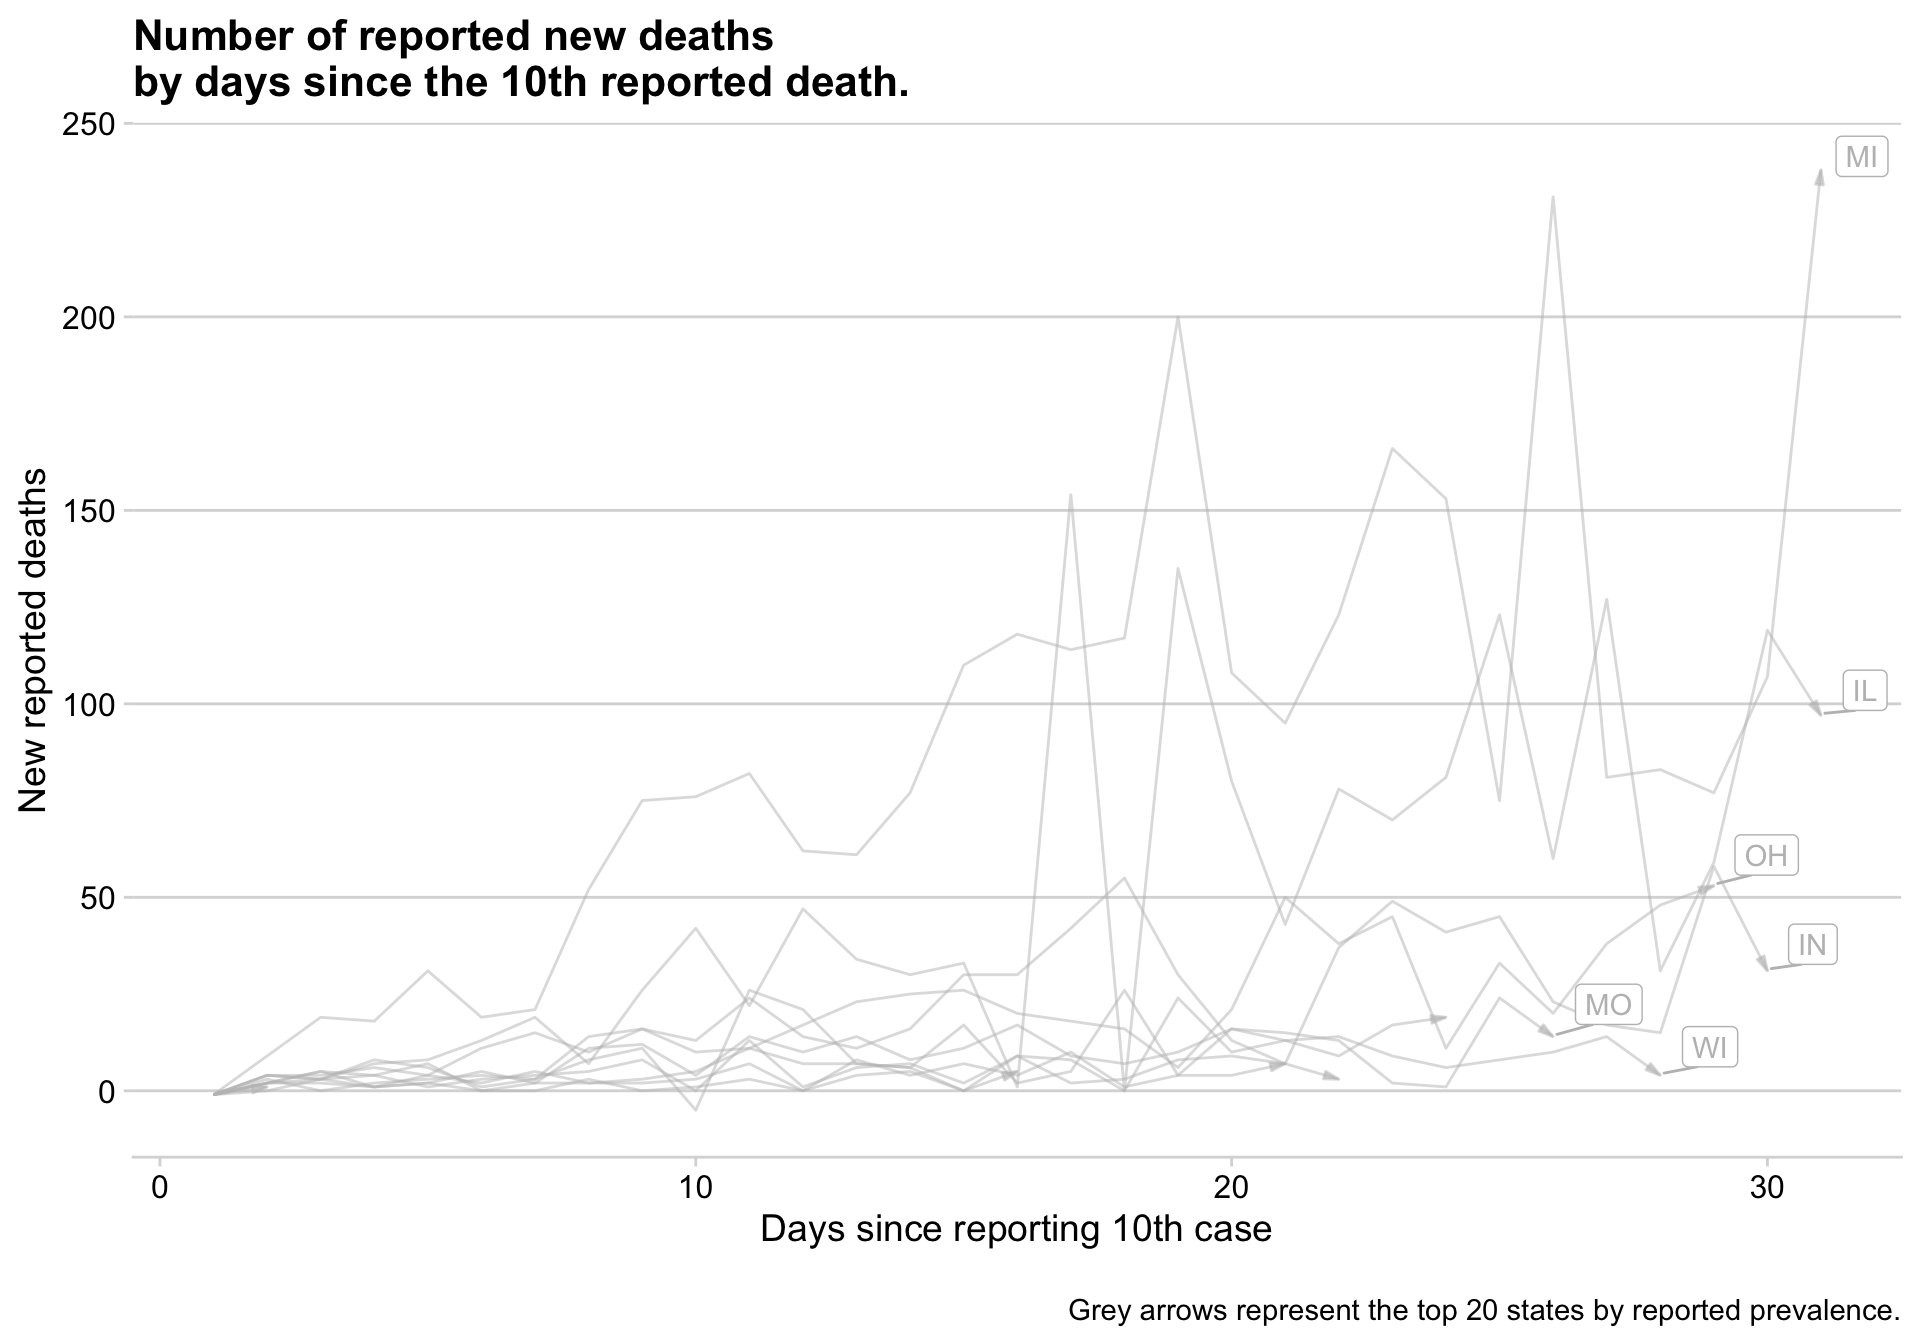 Number of reported new deaths
by days since the 10th reported death.
250
200
150
100
50
0
New reported deaths
MI
IL
OH
IN
MO
WI
0 10 20 30
Days since reporting 10th case
Grey arrows represent the top 20 states by reported prevalence.